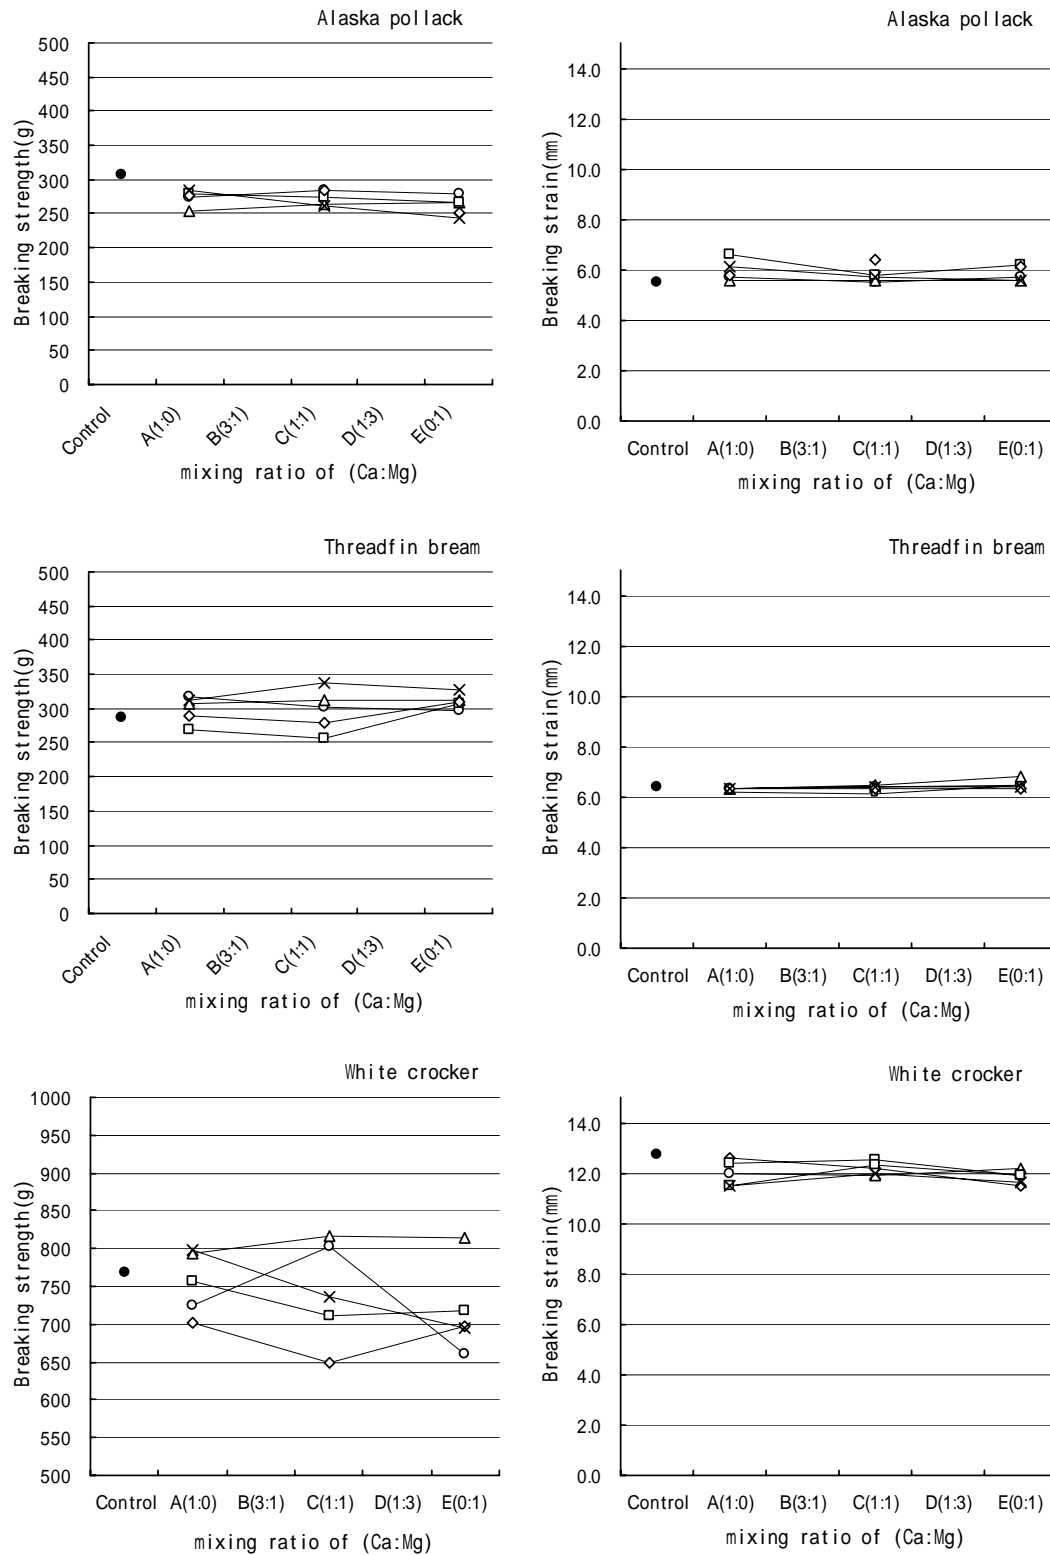 Alaska pollack
500
450
400
350
300
250
200
150
100
50
0
Breaking strength(g)
Control
A(1:0)
B(3:1)
C(1:1)
D(1:3)
E(0:1)
mixing ratio of (Ca:Mg)
Alaska pollack
14.0
12.0
10.0
8.0
6.0
4.0
2.0
0.0
Breaking strain(mm)
Control A(1:0) B(3:1) C(1:1) D(1:3) E(0:1)
mixing ratio of (Ca:Mg)
Threadfin bream
500
450
400
350
300
250
200
150
100
50
0
Breaking strength(g)
Control
A(1:0)
B(3:1)
C(1:1)
D(1:3)
E(0:1)
mixing ratio of (Ca:Mg)
Threadfin bream
14.0
12.0
10.0
8.0
6.0
4.0
2.0
0.0
Breaking strain(mm)
Control A(1:0) B(3:1) C(1:1) D(1:3) E(0:1)
mixing ratio of (Ca:Mg)
White crocker
1000
950
900
850
800
750
700
650
600
550
500
Breaking strength(g)
Control A(1:0) B(3:1) C(1:1) D(1:3) E(0:1)
mixing ratio of (Ca:Mg)
White crocker
14.0
12.0
10.0
8.0
6.0
4.0
2.0
0.0
Breaking strain(mm)
Control A(1:0) B(3:1) C(1:1) D(1:3) E(0:1)
mixing ratio of (Ca:Mg)